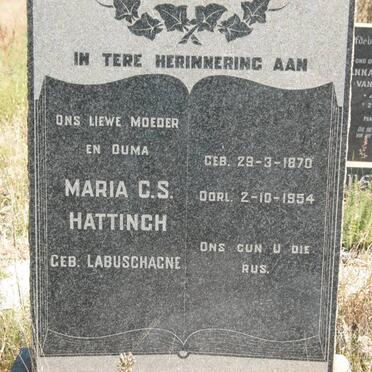 IN TERE HERINNERING AAN
ONS LIEWE MOEDER
EN OUMA
MARIA C.S.
HATTINGH
GEB. LABUSCHAGNE
GEB. 29-3-1870
OORL. 2-10-1954
ONS GUN U DIE
RUS.